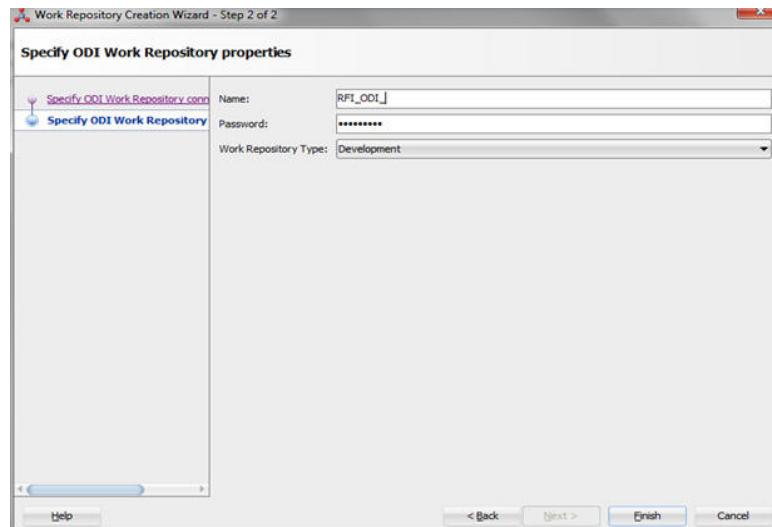 Work Repository Creation Wizard - Step 2 of 2
Specify ODI Work Repository properties
Specify ODI Work Repository conn
Specify ODI Work Repository
Name: RFI_ODI_
Password: •••••••••
Work Repository Type: Development
Help
< Back
Next >
Finish
Cancel